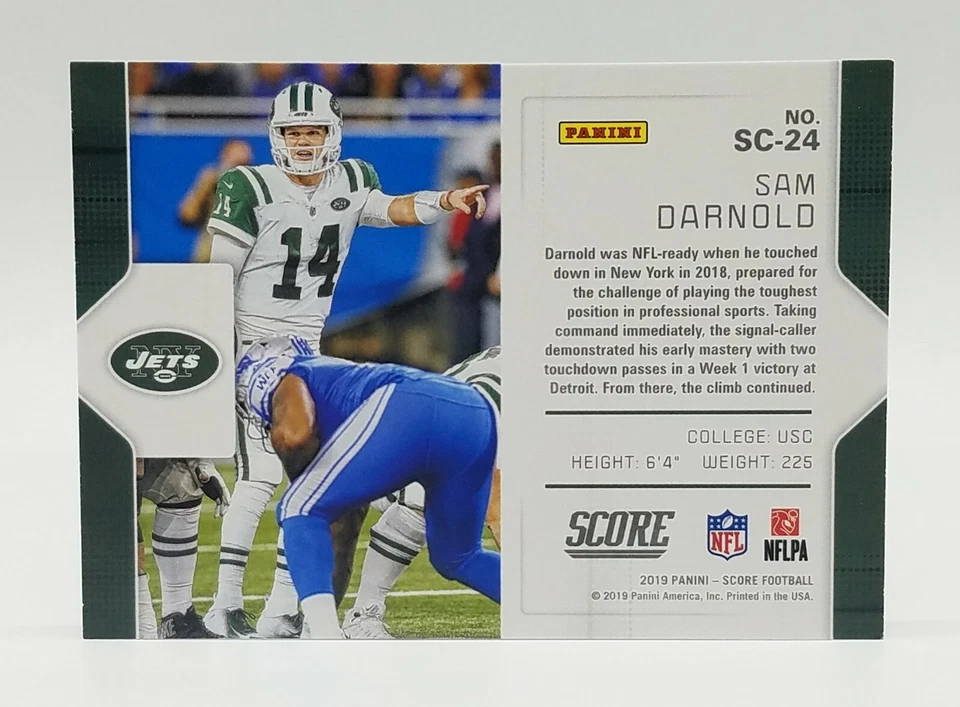 PANINI
NO.
SC-24
SAM
DARNOLD
Darnold was NFL-ready when he touched
down in New York in 2018, prepared for
the challenge of playing the toughest
position in professional sports. Taking
command immediately, the signal-caller
demonstrated his early mastery with two
touchdown passes in a Week 1 victory at
Detroit. From there, the climb continued.
COLLEGE: USC
HEIGHT: 6'4" WEIGHT: 225
SCORE
NFL
NFLPA
2019 PANINI – SCORE FOOTBALL
© 2019 Panini America, Inc. Printed in the USA.
14
14
NY
JETS